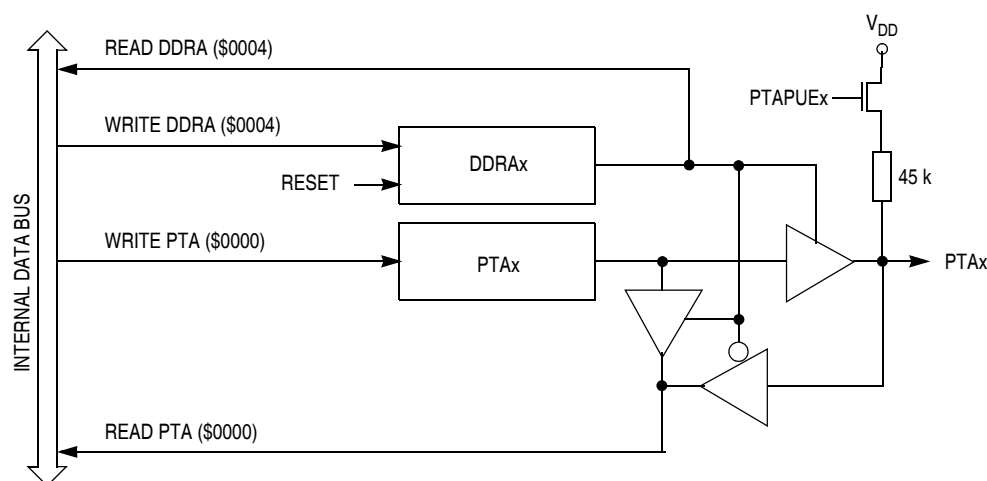 READ DDRA ($0004)
V_DD
PTAPUEx
WRITE DDRA ($0004)
DDRAx
RESET
45 k
WRITE PTA ($0000)
PTAx
PTAx
INTERNAL DATA BUS
READ PTA ($0000)